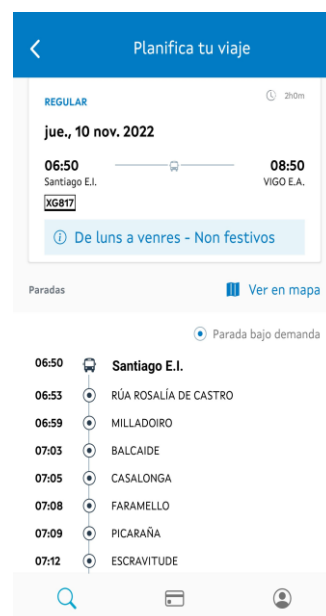 Planifica tu viaje
REGULAR 2h0m
jue., 10 nov. 2022
06:50 08:50
Santiago E.I. VIGO E.A.
XG817
De luns a venres - Non festivos
Paradas Ver en mapa
Parada bajo demanda
06:50 Santiago E.I.
06:53 RÚA ROSALÍA DE CASTRO
06:59 MILLADOIRO
07:03 BALCAIDE
07:05 CASALONGA
07:08 FARAMELLO
07:09 PICARAÑA
07:12 ESCRAVITUDE